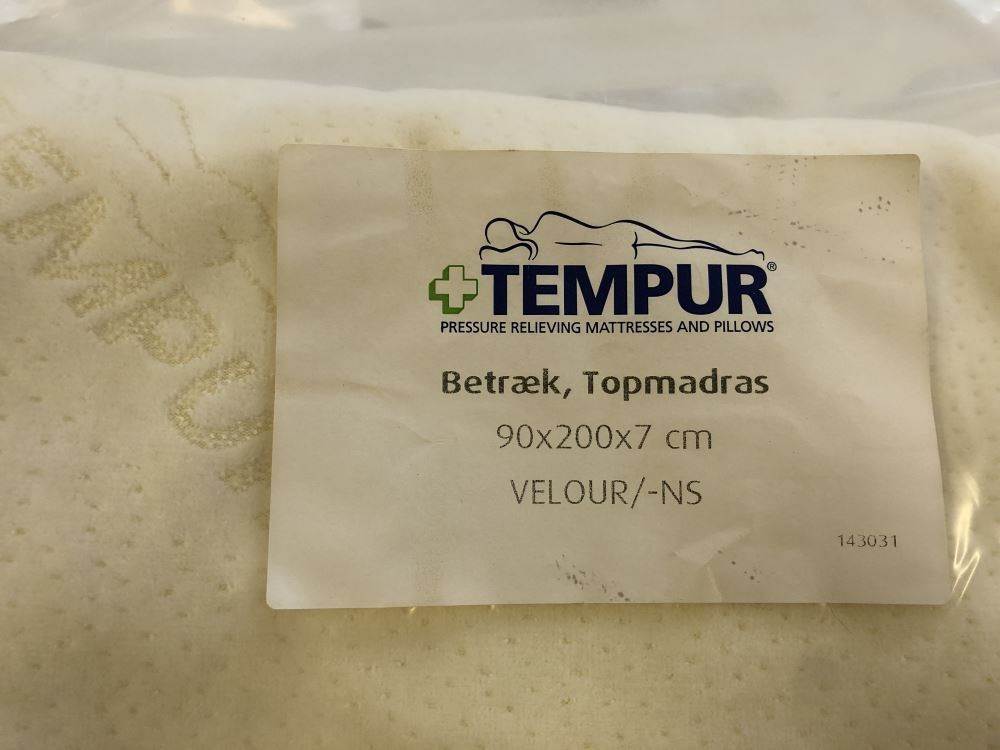 TEMPUR®
PRESSURE RELIEVING MATTRESSES AND PILLOWS
Betræk, Topmadras
90x200x7 cm
VELOUR/-NS
143031